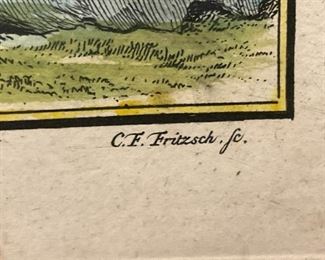 C. F. Fritzsch . ſc.